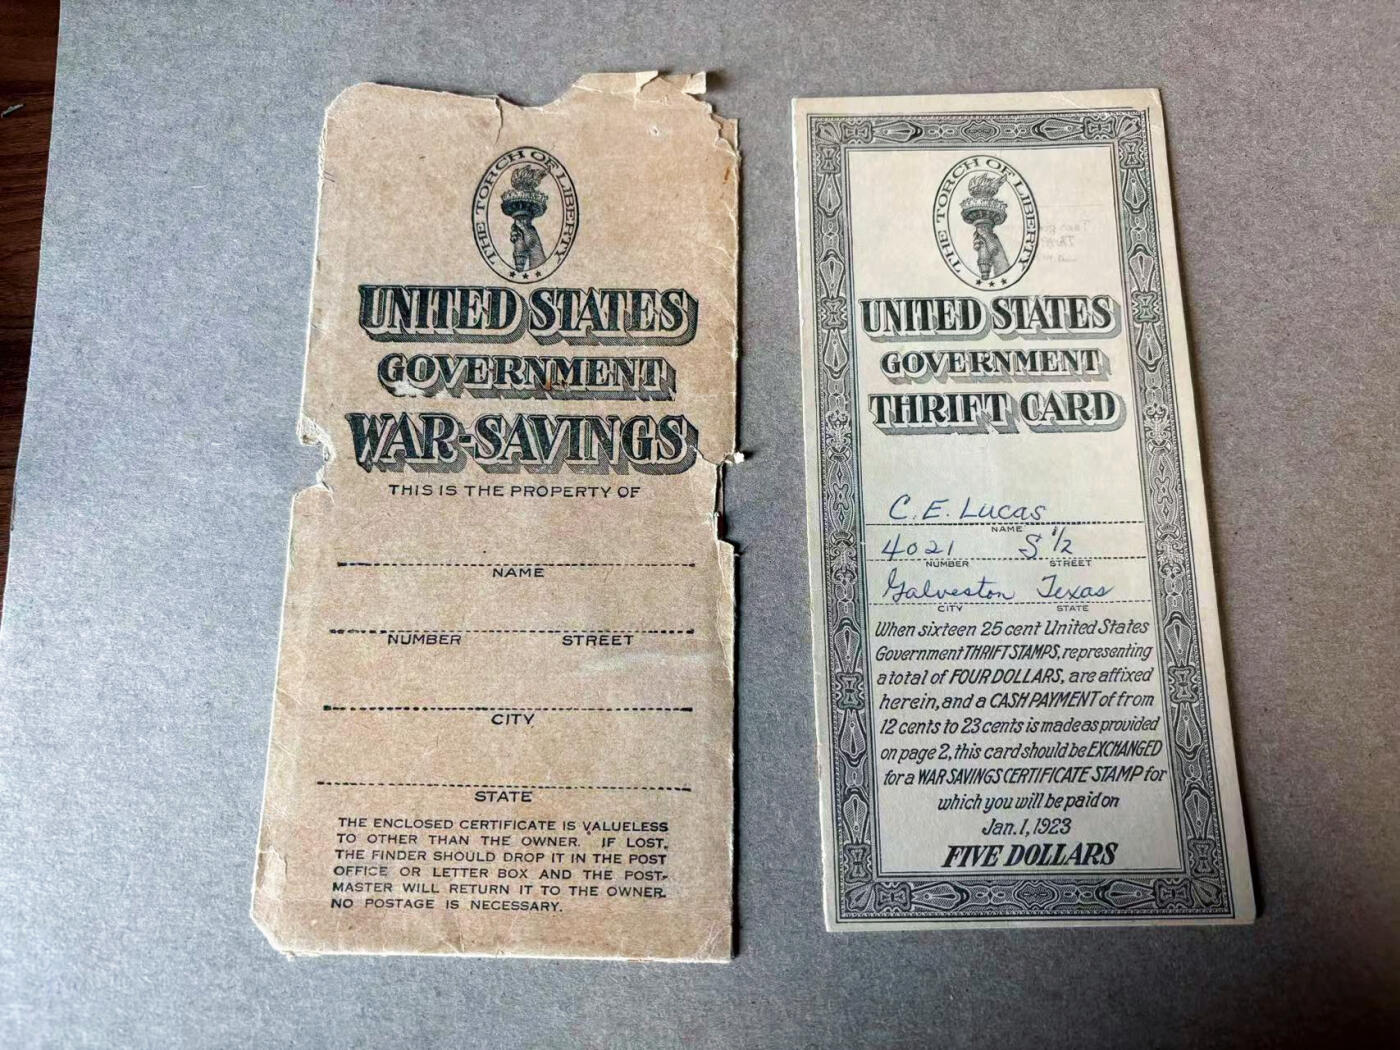 THE TORCH OF LIBERTY
UNITED STATES
GOVERNMENT
WAR-SAVINGS
THIS IS THE PROPERTY OF
NAME
NUMBER STREET
CITY
STATE
THE ENCLOSED CERTIFICATE IS VALUELESS
TO OTHER THAN THE OWNER. IF LOST,
THE FINDER SHOULD DROP IT IN THE POST
OFFICE OR LETTER BOX AND THE POST-
MASTER WILL RETURN IT TO THE OWNER.
NO POSTAGE IS NECESSARY.
THE TORCH OF LIBERTY
UNITED STATES
GOVERNMENT
THRIFT CARD
C. E. Lucas
NAME
4021 S 1/2
NUMBER STREET
Galveston Texas
CITY STATE
When sixteen 25 cent United States
Government THRIFT STAMPS, representing
a total of FOUR DOLLARS, are affixed
herein, and a CASH PAYMENT of from
12 cents to 23 cents is made as provided
on page 2, this card should be EXCHANGED
for a WAR SAVINGS CERTIFICATE STAMP for
which you will be paid on
Jan. 1, 1923
FIVE DOLLARS